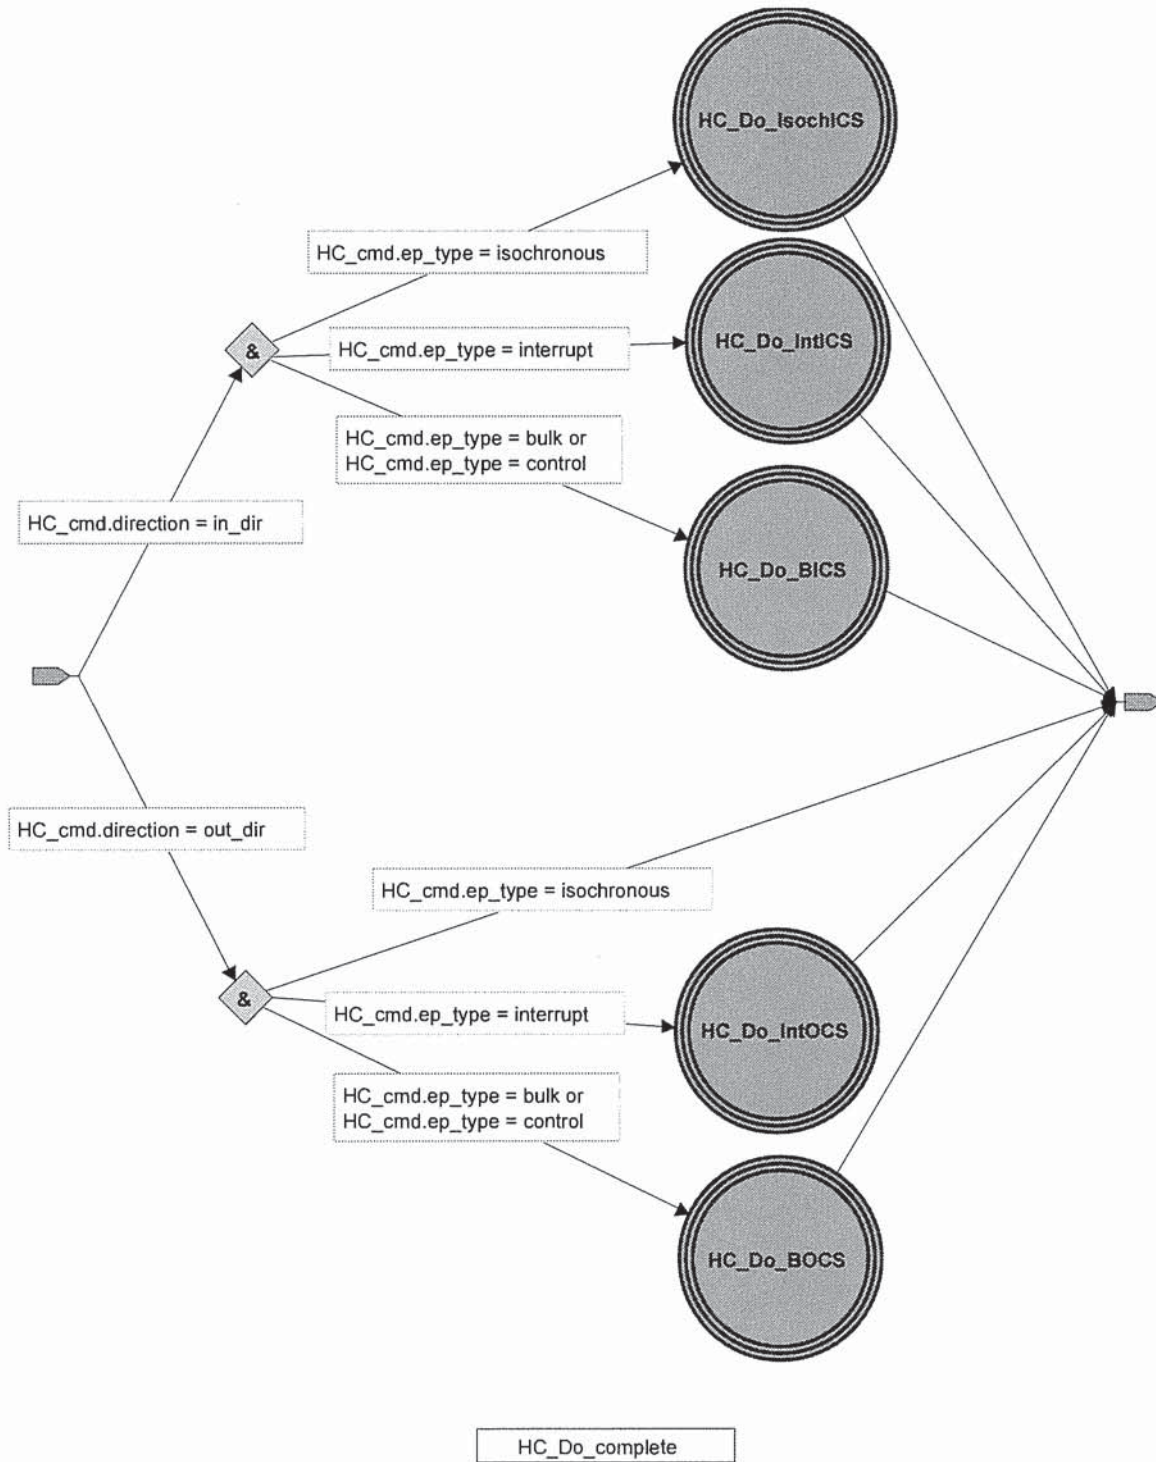 HC_Do_IsochICS
HC_cmd.ep_type = isochronous
&
HC_cmd.ep_type = interrupt
HC_Do_IntICS
HC_cmd.ep_type = bulk or
HC_cmd.ep_type = control
HC_cmd.direction = in_dir
HC_Do_BICS
HC_cmd.direction = out_dir
HC_cmd.ep_type = isochronous
&
HC_cmd.ep_type = interrupt
HC_Do_IntOCS
HC_cmd.ep_type = bulk or
HC_cmd.ep_type = control
HC_Do_BOCS
HC_Do_complete